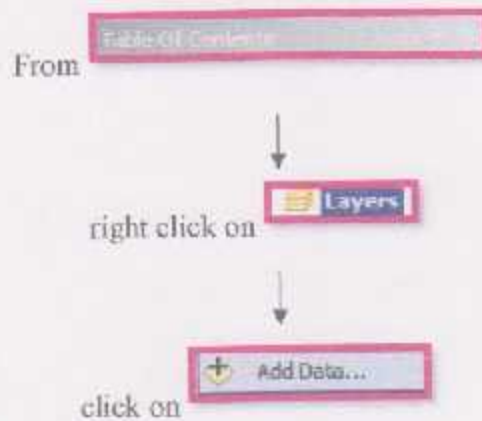 Table Of Contents
From
Layers
right click on
Add Data...
click on